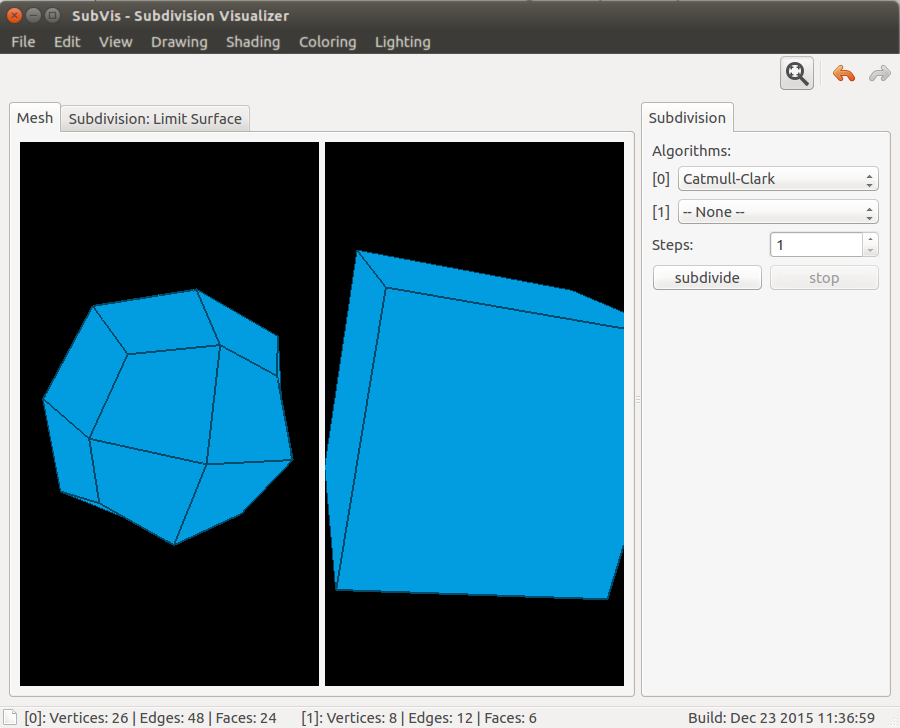 SubVis - Subdivision Visualizer
File Edit View Drawing Shading Coloring Lighting
Mesh Subdivision: Limit Surface
Subdivision
Algorithms:
[0] Catmull-Clark
[1] -- None --
Steps: 1
subdivide stop
[0]: Vertices: 26 | Edges: 48 | Faces: 24 [1]: Vertices: 8 | Edges: 12 | Faces: 6 Build: Dec 23 2015 11:36:59